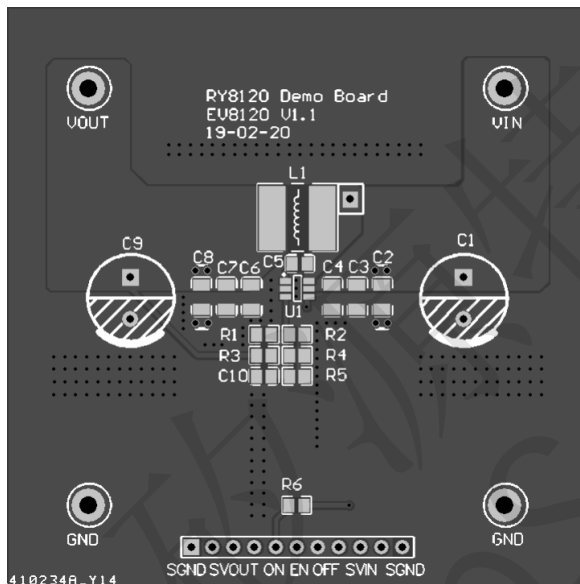 RY8120 Demo Board
EV8120 V1.1
19-02-20
VOUT
VIN
L1
C9
C8
C7
C6
C5
C4
C3
C2
C1
U1
R1
R2
R3
R4
C10
R5
R6
GND
GND
SGND SVOUT ON EN OFF SVIN SGND
410234A_Y14